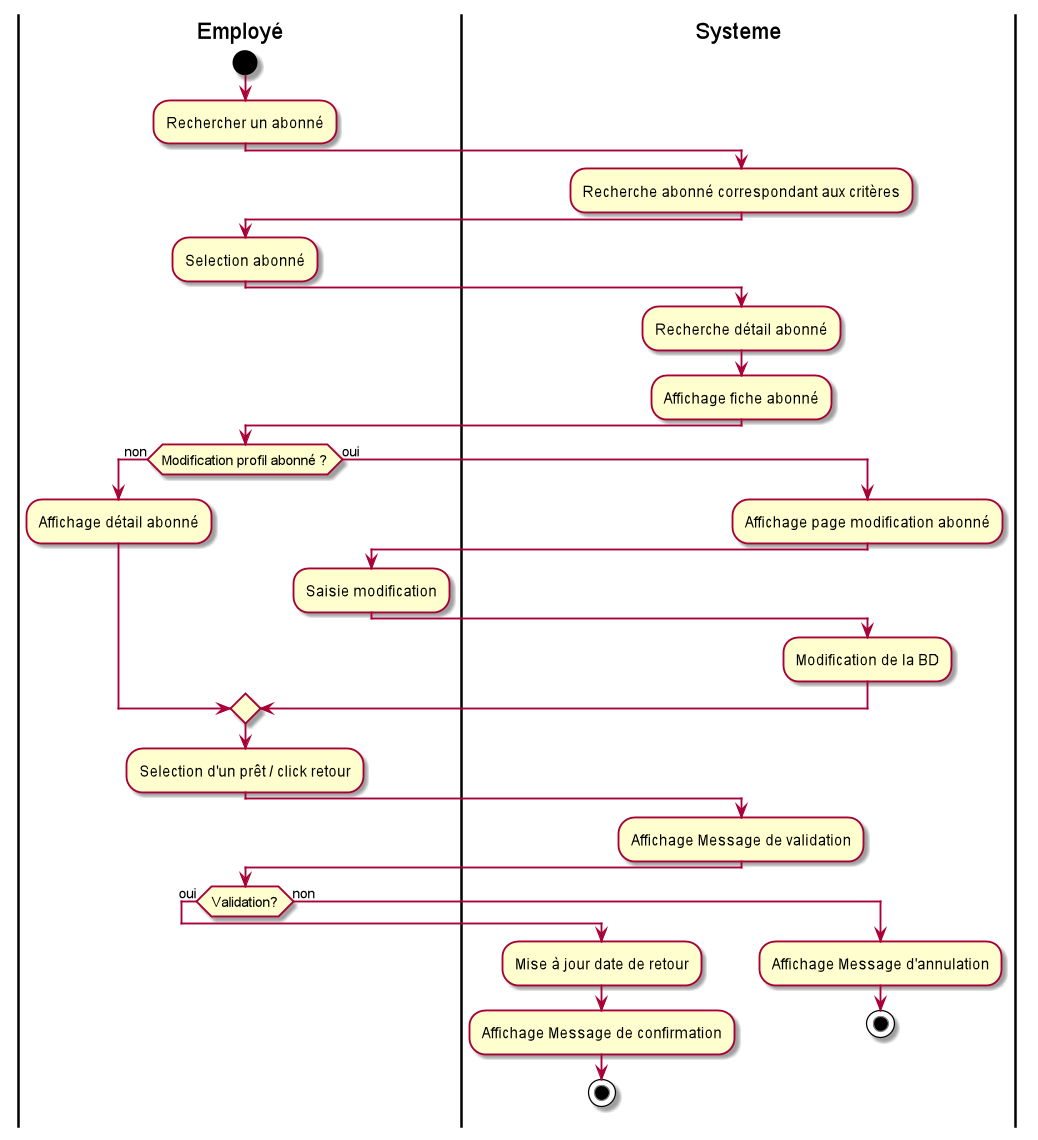 Employé
Systeme
Rechercher un abonné
Recherche abonné correspondant aux critères
Selection abonné
Recherche détail abonné
Affichage fiche abonné
non
Modification profil abonné ?
oui
Affichage détail abonné
Affichage page modification abonné
Saisie modification
Modification de la BD
Selection d'un prêt / click retour
Affichage Message de validation
oui
Validation?
non
Mise à jour date de retour
Affichage Message d'annulation
Affichage Message de confirmation